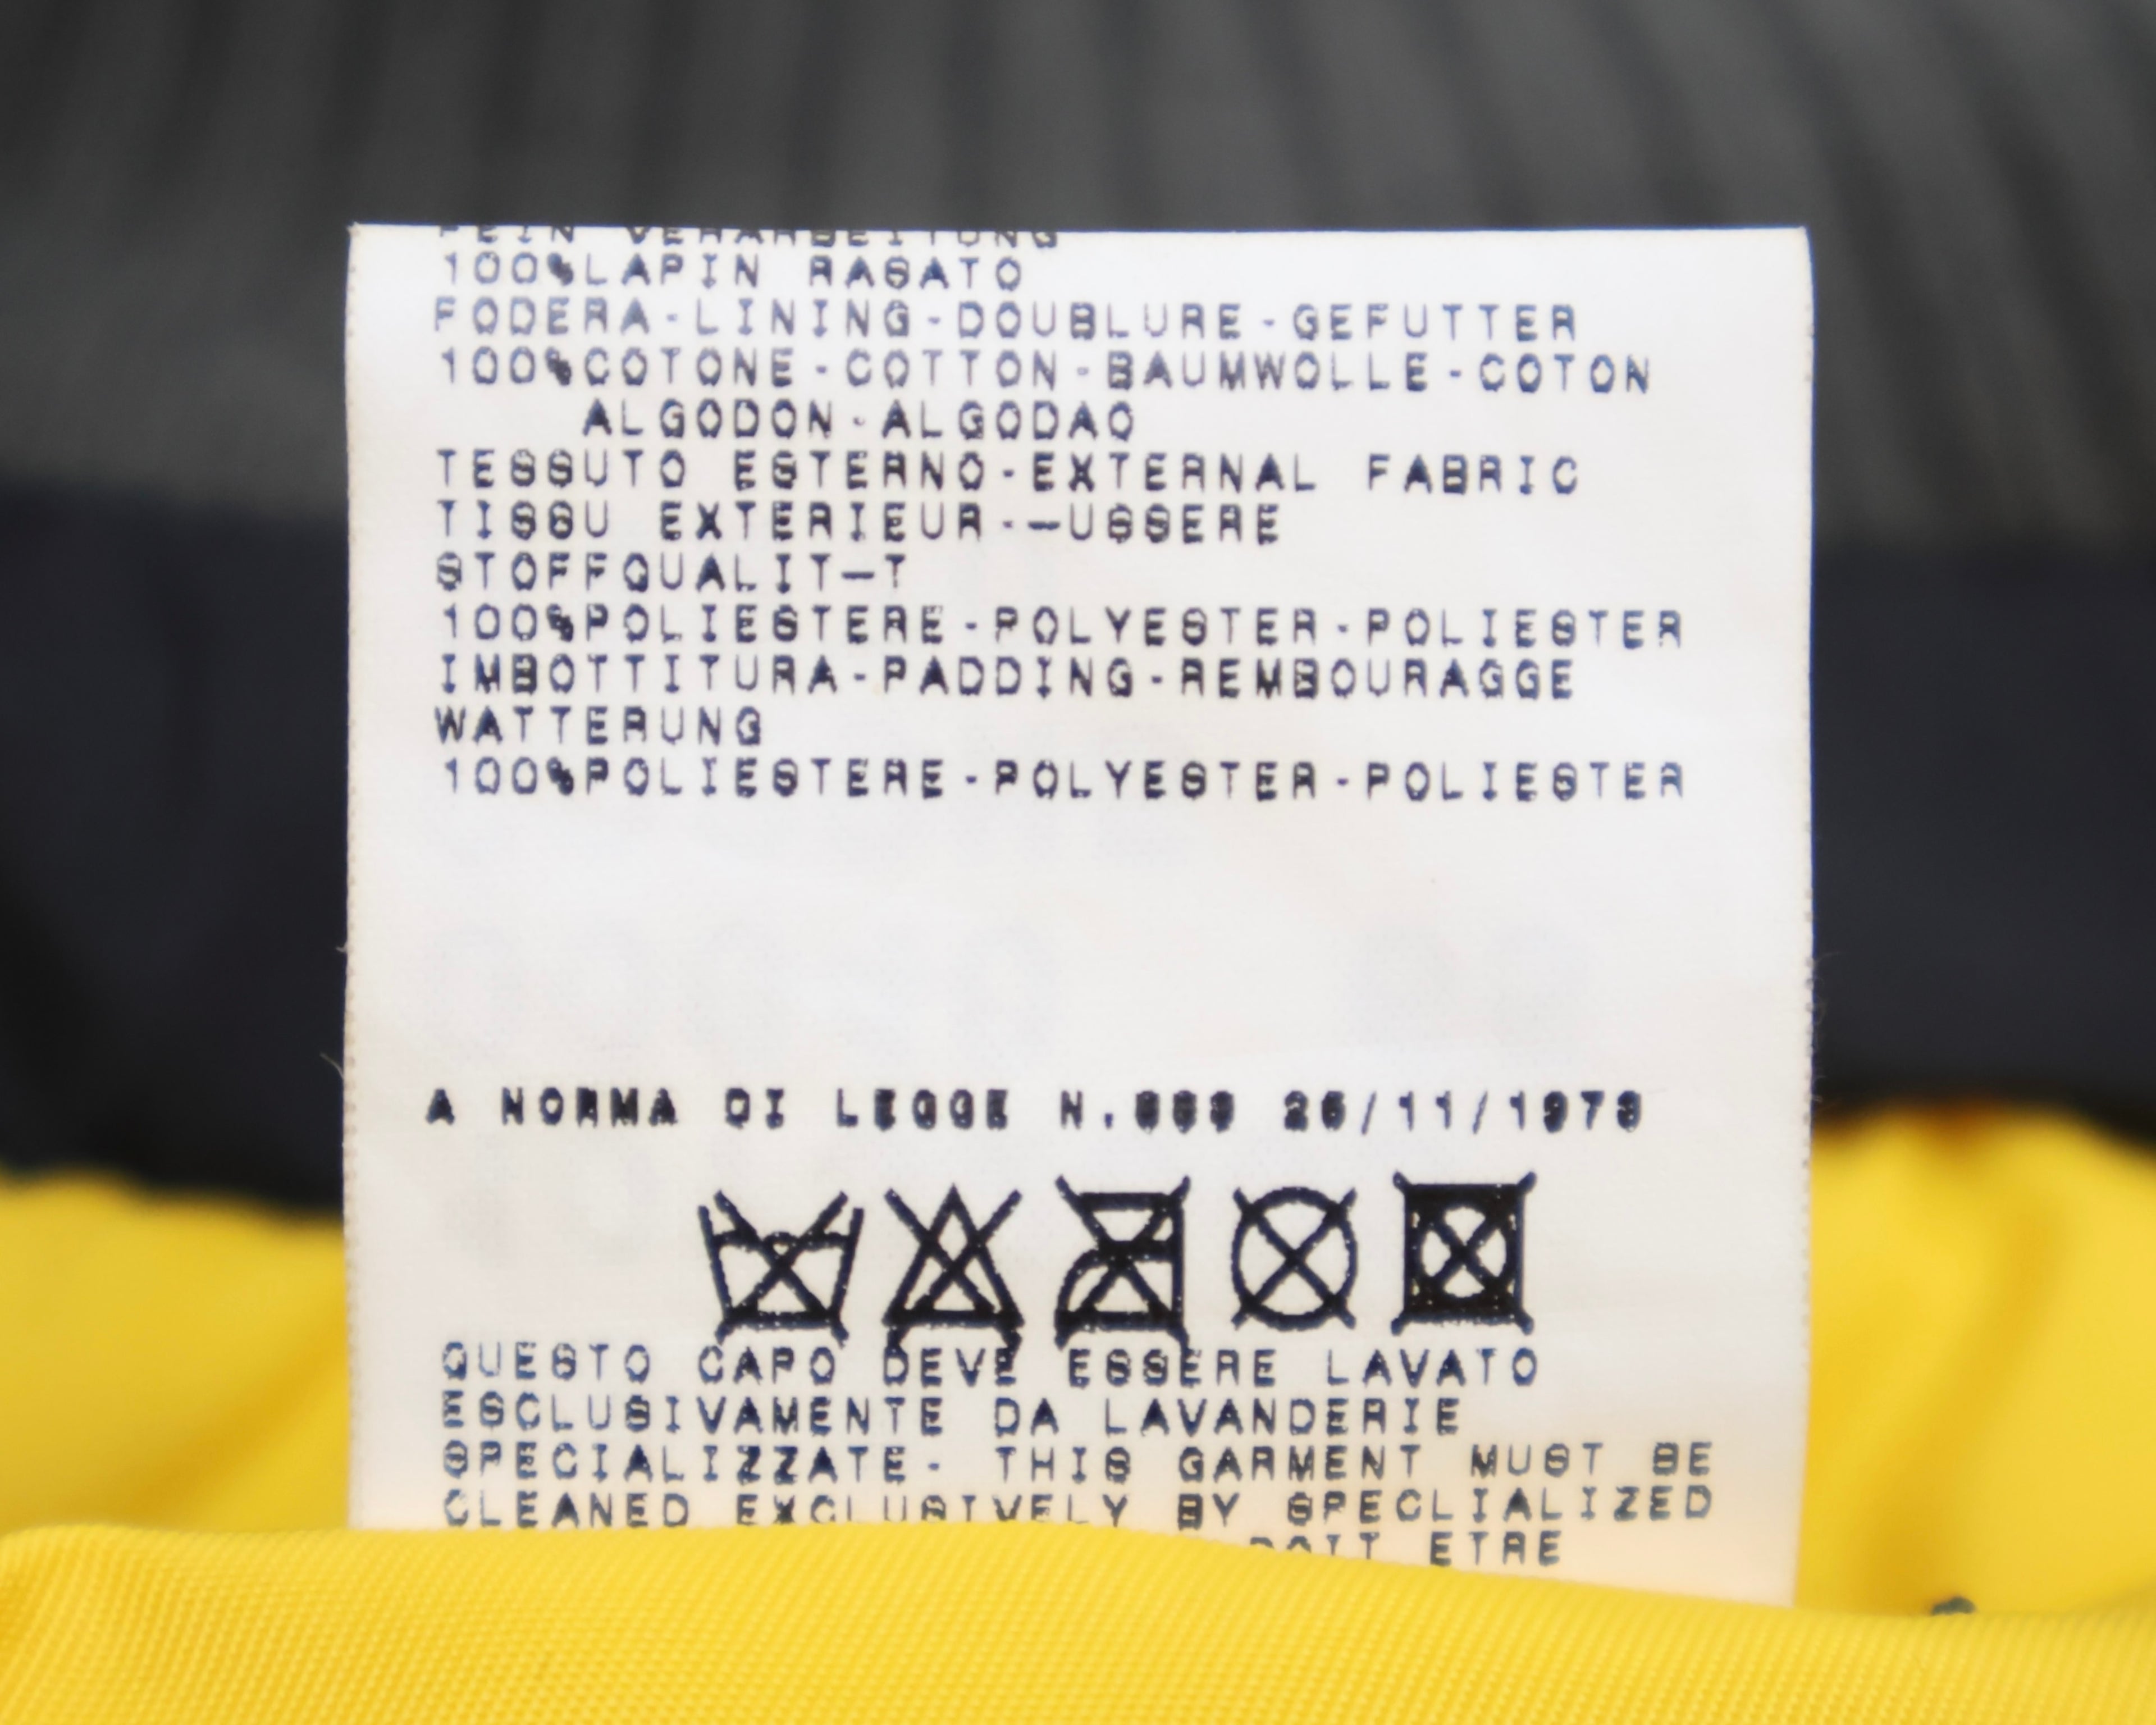 FEIN VERARBEITUNG
100%LAPIN RASATO
FODERA-LINING-DOUBLURE-GEFUTTER
100%COTONE-COTTON-BAUMWOLLE-COTON
ALGODON-ALGODAO
TESSUTO ESTERNO-EXTERNAL FABRIC
TISSU EXTERIEUR-—USSERE
STOFFQUALIT—T
100%POLIESTERE-POLYESTER-POLIESTER
IMBOTTITURA-PADDING-REMBOURAGGE
WATTERUNG
100%POLIESTERE-POLYESTER-POLIESTER
A NORMA DI LEGGE N.883 26/11/1973
QUESTO CAPO DEVE ESSERE LAVATO
ESCLUSIVAMENTE DA LAVANDERIE
SPECIALIZZATE- THIS GARMENT MUST BE
CLEANED EXCLUSIVELY BY SPECLIALIZED
DOIT ETRE